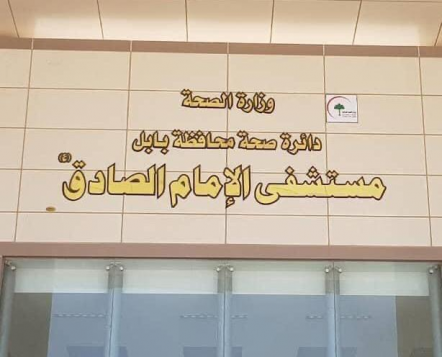 وزارة الصحة
دائرة صحة محافظة بابل
مستشفى الإمام الصادق (ع)